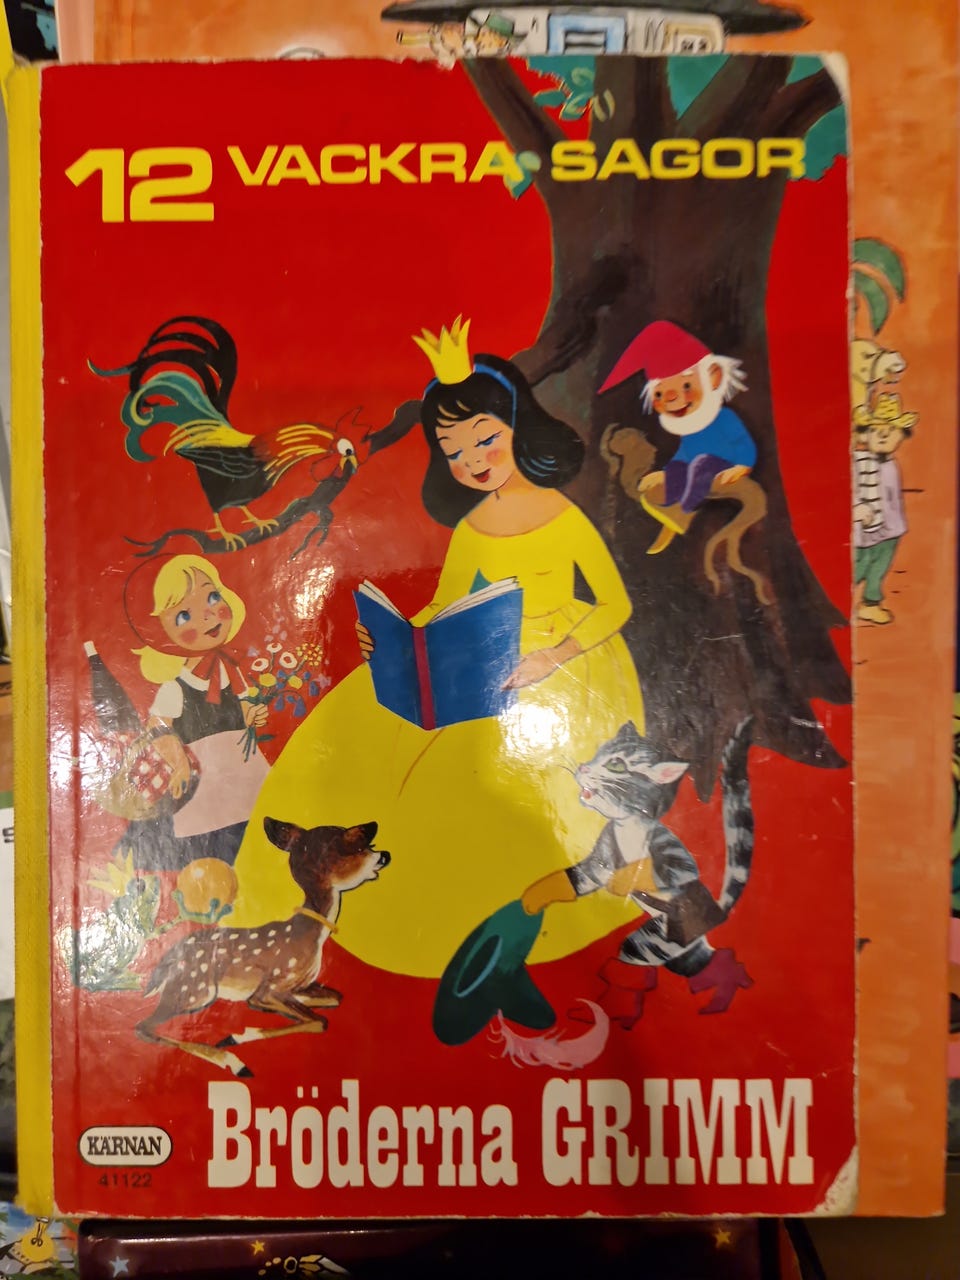 12 VACKRA SAGOR
Bröderna GRIMM
KÄRNAN
41122